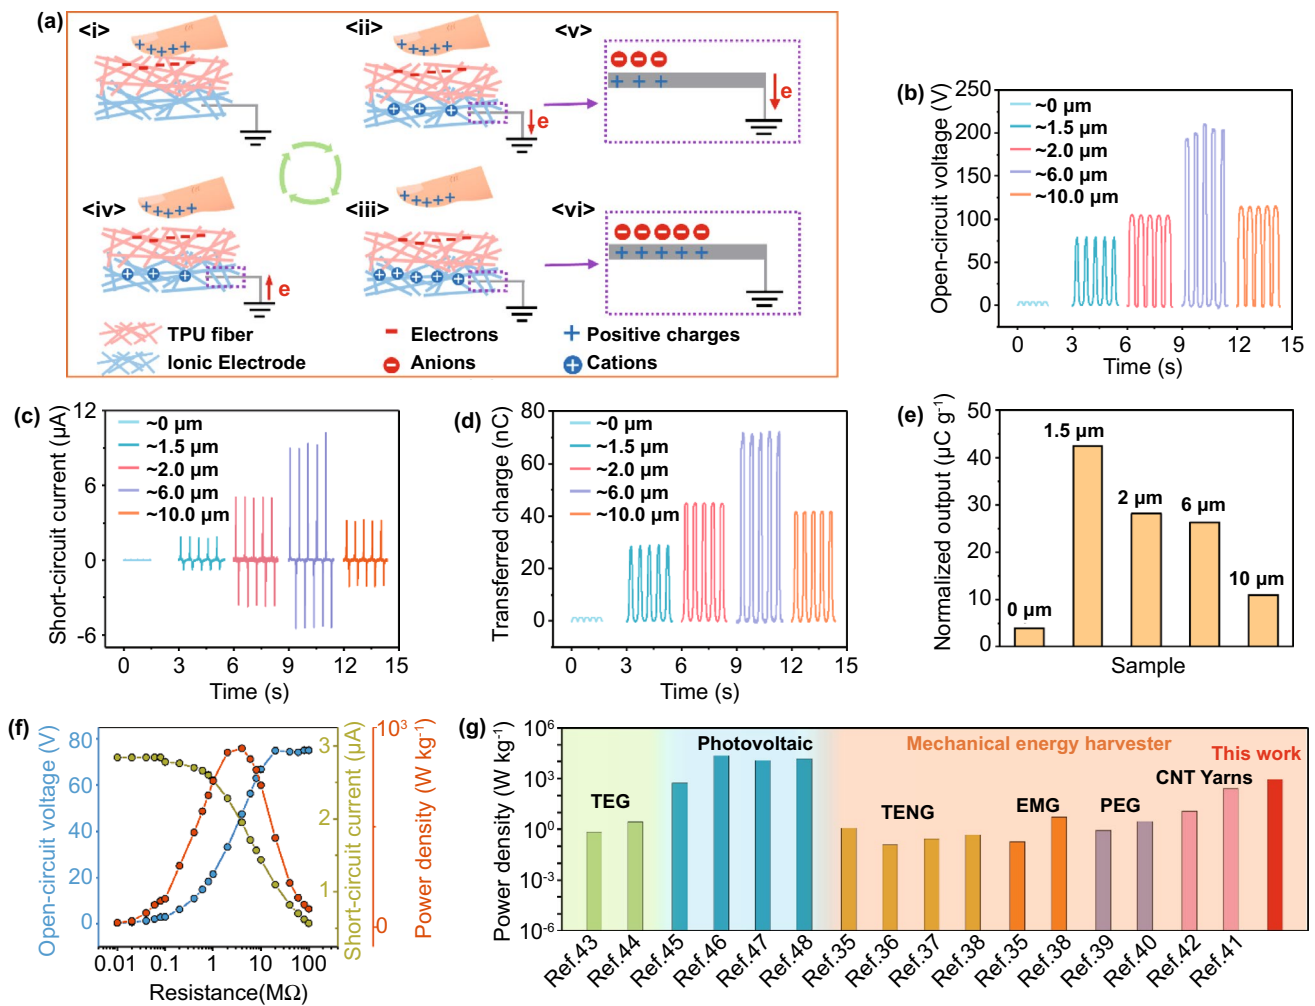 (a)
<i>
<ii>
<v>
e
e
<iv>
<iii>
<vi>
e
TPU fiber
Electrons
Positive charges
Ionic Electrode
Anions
Cations
(b)
Open-circuit voltage (V)
250
200
150
100
50
0
~0 µm
~1.5 µm
~2.0 µm
~6.0 µm
~10.0 µm
0 3 6 9 12 15
Time (s)
(c)
Short-circuit current (µA)
12
6
0
-6
~0 µm
~1.5 µm
~2.0 µm
~6.0 µm
~10.0 µm
0 3 6 9 12 15
Time (s)
(d)
Transferred charge (nC)
80
60
40
20
0
~0 µm
~1.5 µm
~2.0 µm
~6.0 µm
~10.0 µm
0 3 6 9 12 15
Time (s)
(e)
Normalized output (µC g⁻¹)
50
40
30
20
10
0
0 µm
1.5 µm
2 µm
6 µm
10 µm
Sample
(f)
Open-circuit voltage (V)
80
60
40
20
0
Short-circuit current (µA)
3
2
1
Power density (W kg⁻¹)
10³
0
0.01 0.1 1 10 100
Resistance(MΩ)
(g)
Power density (W kg⁻¹)
10⁶
10³
10⁰
10⁻³
10⁻⁶
TEG
Photovoltaic
Mechanical energy harvester
TENG
EMG
PEG
CNT Yarns
This work
Ref.43
Ref.44
Ref.45
Ref.46
Ref.47
Ref.48
Ref.35
Ref.36
Ref.37
Ref.38
Ref.35
Ref.38
Ref.39
Ref.40
Ref.42
Ref.41